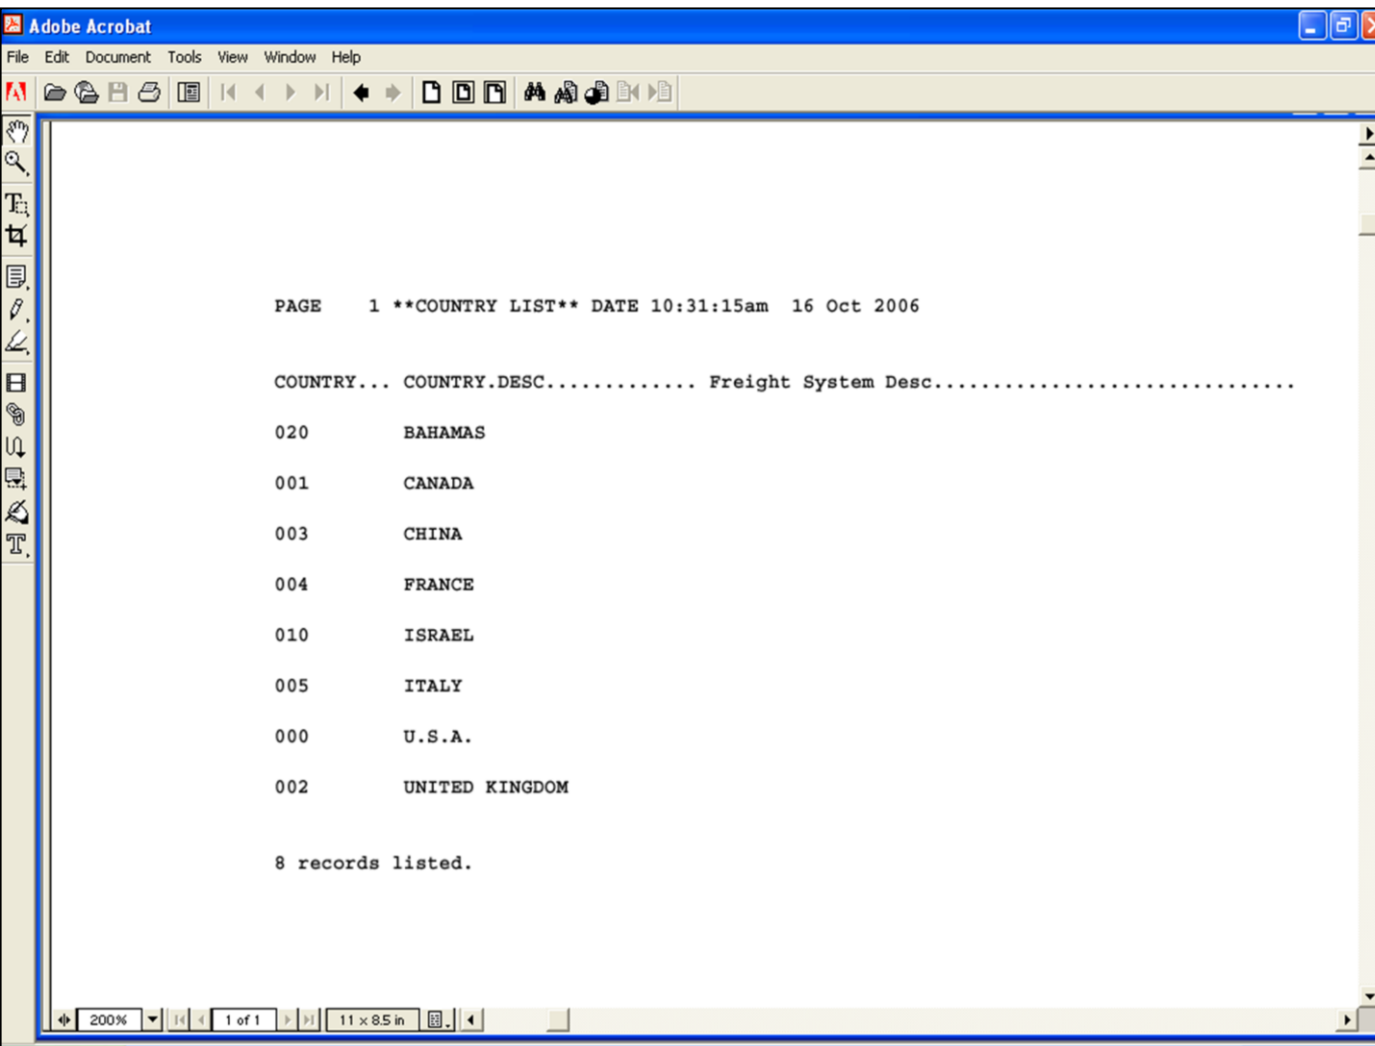 Adobe Acrobat
File Edit Document Tools View Window Help
PAGE 1 **COUNTRY LIST** DATE 10:31:15am 16 Oct 2006
COUNTRY... COUNTRY.DESC............. Freight System Desc...............................
020 BAHAMAS
001 CANADA
003 CHINA
004 FRANCE
010 ISRAEL
005 ITALY
000 U.S.A.
002 UNITED KINGDOM
8 records listed.
200% 1 of 1 11 x 8.5 in